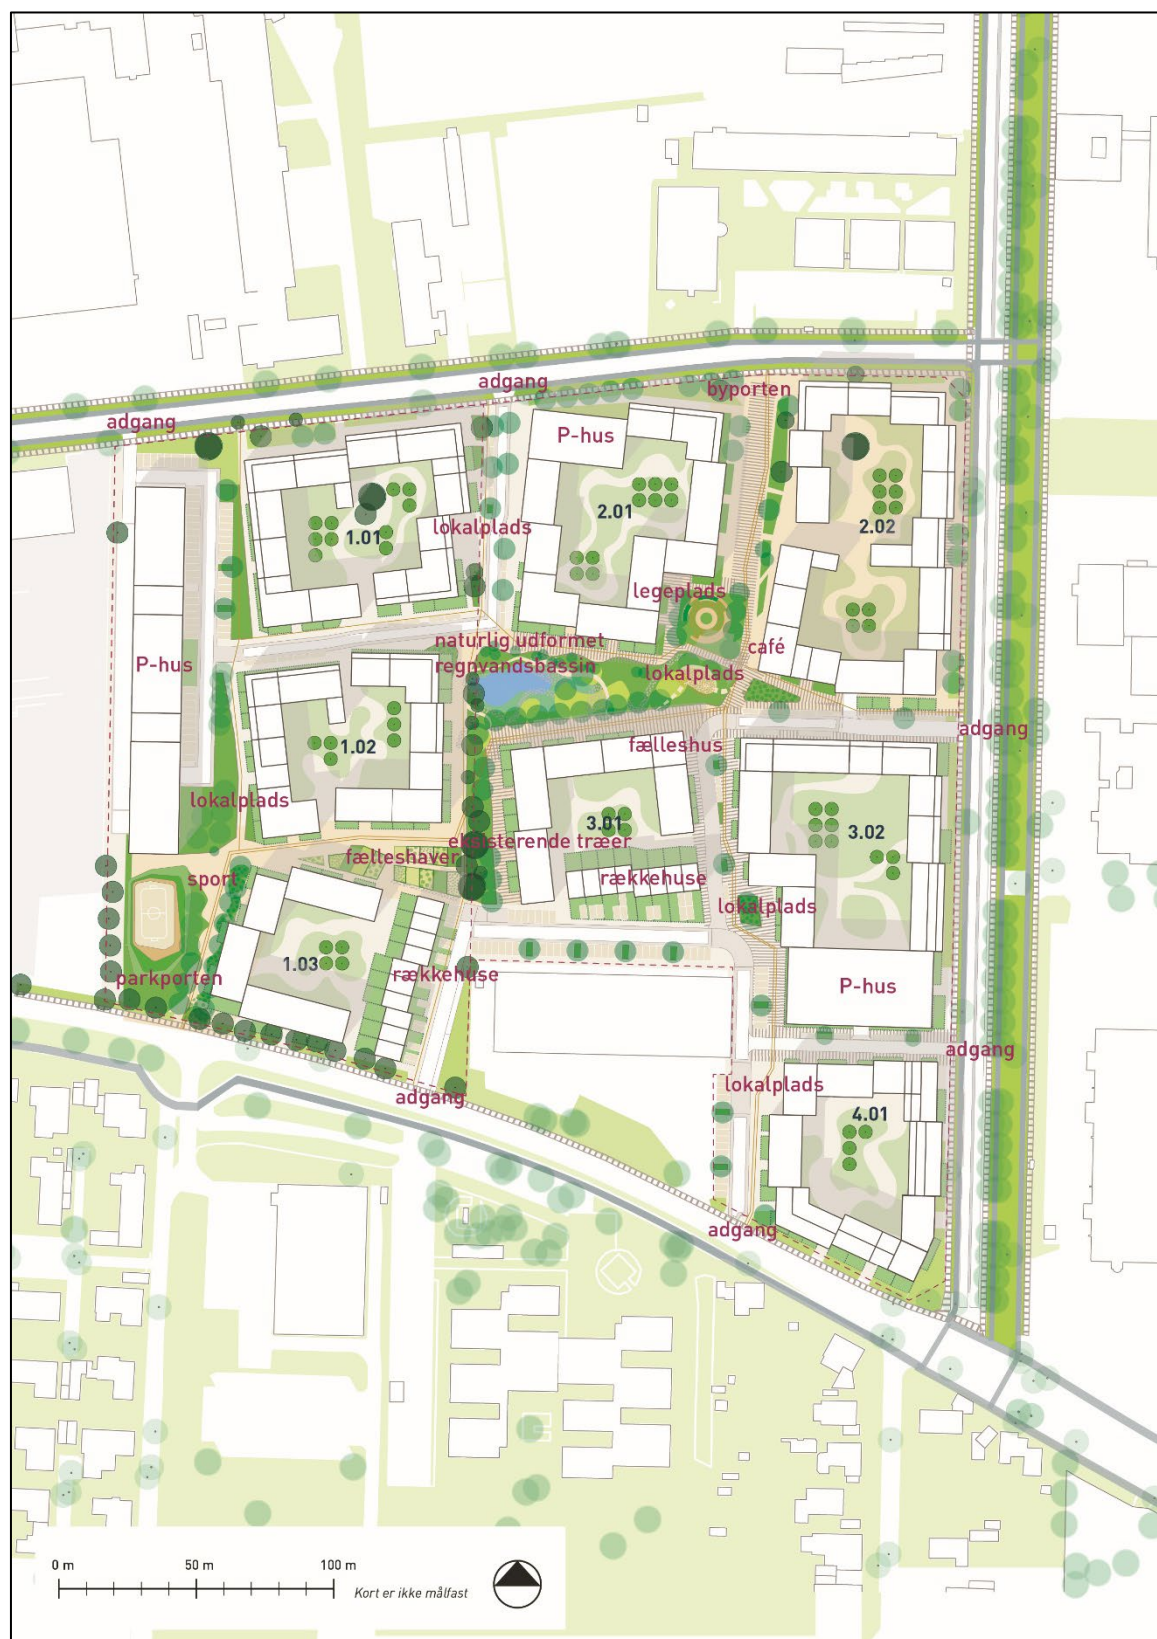 adgang
byporten
adgang
P-hus
2.01
2.02
lokalplads
1.01
legeplads
naturlig udformet
café
regnvandsbassin
P-hus
lokalplads
adgang
fælleshus
1.02
lokalplads
3.01
3.02
eksisterende træer
fælleshaver
sport
rækkehuse
lokalplads
1.03
rækkehuse
parkporten
P-hus
adgang
lokalplads
adgang
4.01
adgang
0 m
50 m
100 m
Kort er ikke målfast